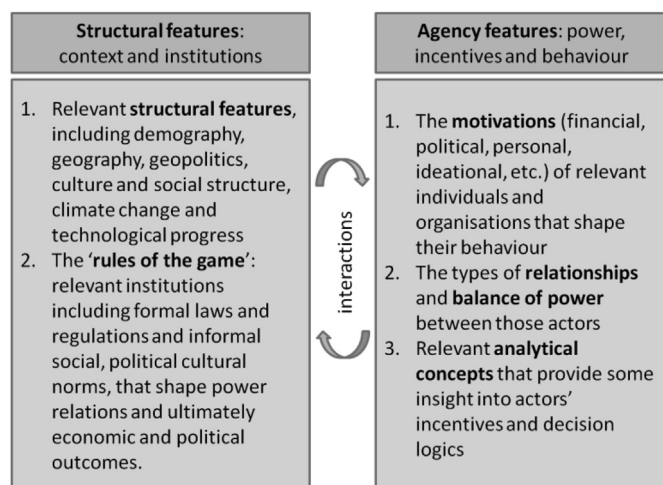 Structural features:
context and institutions
1. Relevant structural features,
including demography,
geography, geopolitics,
culture and social structure,
climate change and
technological progress
2. The ‘rules of the game’:
relevant institutions
including formal laws and
regulations and informal
social, political cultural
norms, that shape power
relations and ultimately
economic and political
outcomes.
interactions
Agency features: power,
incentives and behaviour
1. The motivations (financial,
political, personal,
ideational, etc.) of relevant
individuals and
organisations that shape
their behaviour
2. The types of relationships
and balance of power
between those actors
3. Relevant analytical
concepts that provide some
insight into actors’
incentives and decision
logics